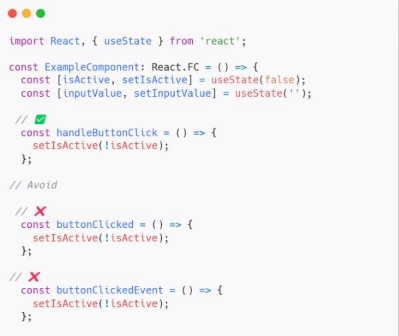 import React, { useState } from 'react';
const ExampleComponent: React.FC = () => {
const [isActive, setIsActive] = useState(false);
const [inputValue, setInputValue] = useState('');
// ✅
const handleButtonClick = () => {
setIsActive(!isActive);
};
// Avoid
// ❌
const buttonClicked = () => {
setIsActive(!isActive);
};
// ❌
const buttonClickedEvent = () => {
setIsActive(!isActive);
};